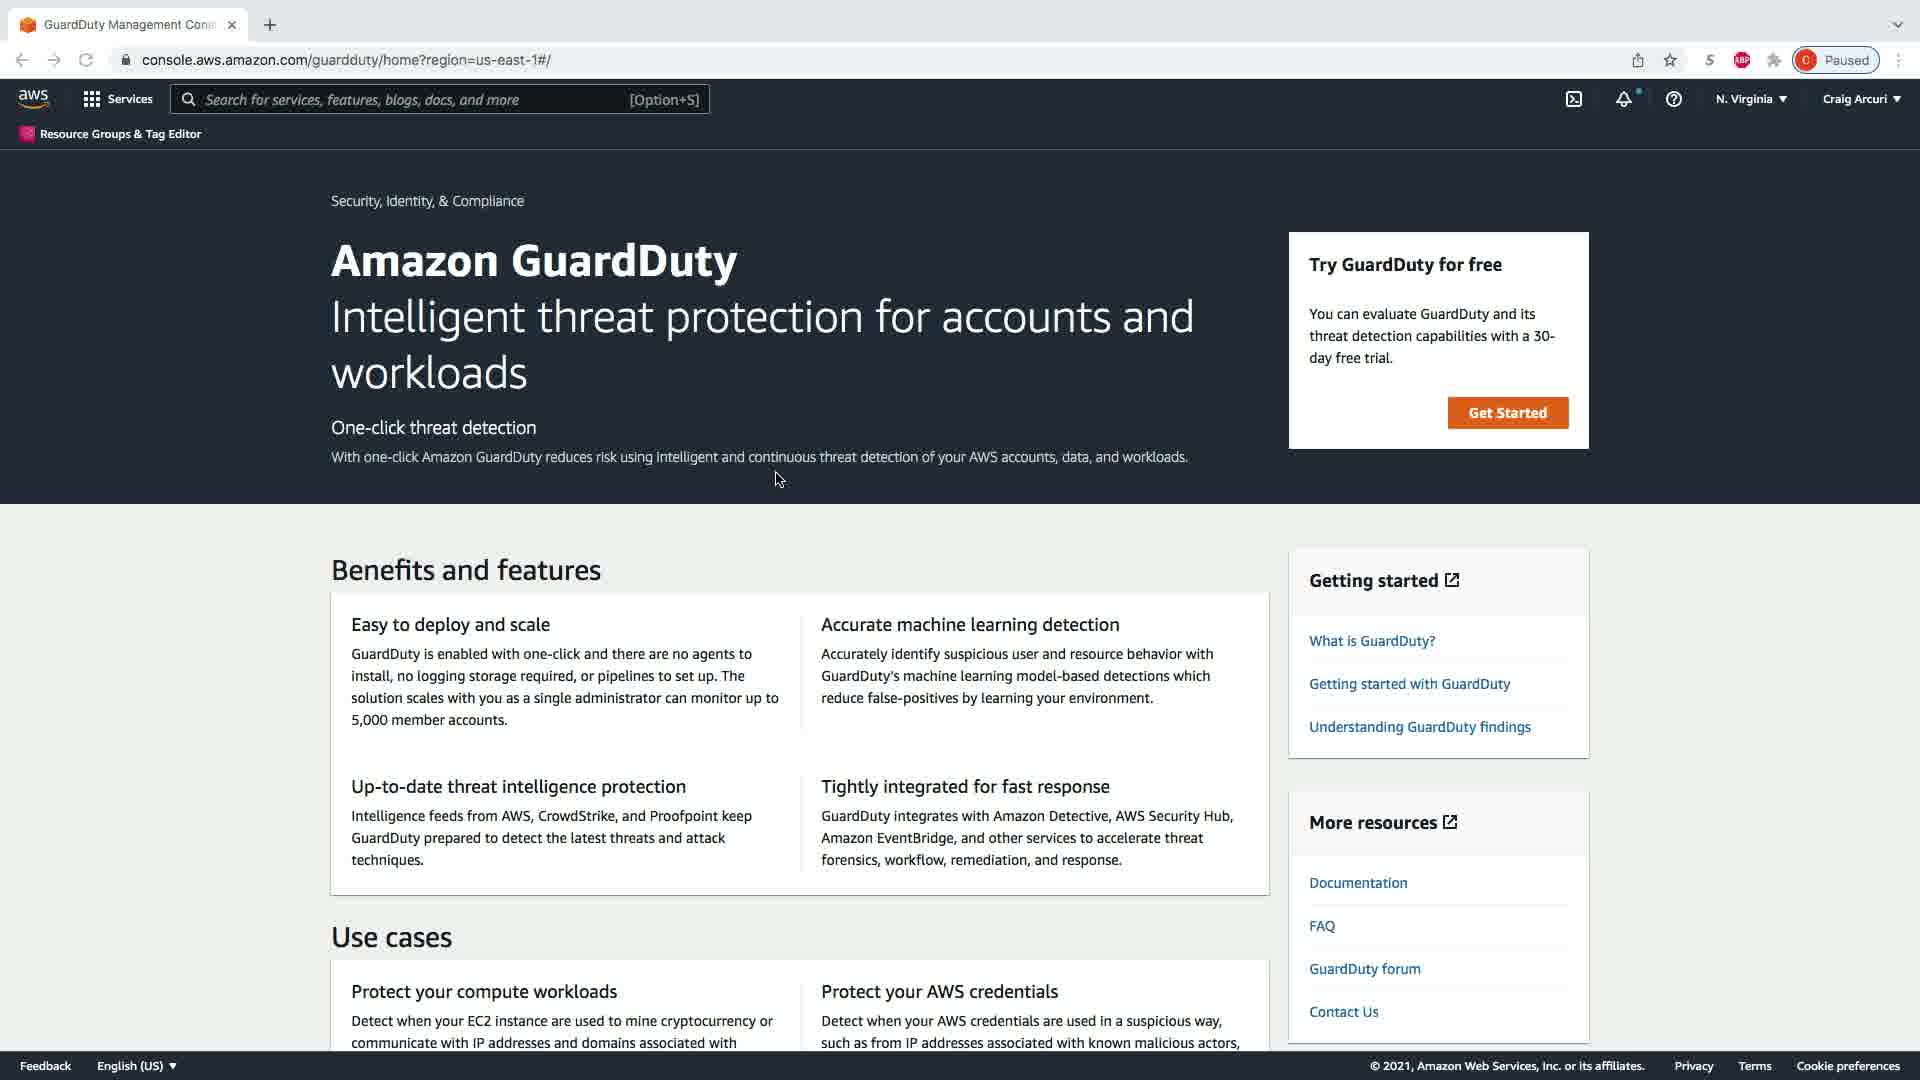 GuardDuty Management Cons
console.aws.amazon.com/guardduty/home?region=us-east-1#/
S
ABP
C
Paused
aws
Services
Search for services, features, blogs, docs, and more
[Option+S]
N. Virginia
Craig Arcuri
Resource Groups & Tag Editor
Security, Identity, & Compliance
Amazon GuardDuty
Intelligent threat protection for accounts and
workloads
One-click threat detection
With one-click Amazon GuardDuty reduces risk using intelligent and continuous threat detection of your AWS accounts, data, and workloads.
Try GuardDuty for free
You can evaluate GuardDuty and its
threat detection capabilities with a 30-
day free trial.
Get Started
Benefits and features
Easy to deploy and scale
GuardDuty is enabled with one-click and there are no agents to
install, no logging storage required, or pipelines to set up. The
solution scales with you as a single administrator can monitor up to
5,000 member accounts.
Accurate machine learning detection
Accurately identify suspicious user and resource behavior with
GuardDuty's machine learning model-based detections which
reduce false-positives by learning your environment.
Up-to-date threat intelligence protection
Intelligence feeds from AWS, CrowdStrike, and Proofpoint keep
GuardDuty prepared to detect the latest threats and attack
techniques.
Tightly integrated for fast response
GuardDuty integrates with Amazon Detective, AWS Security Hub,
Amazon EventBridge, and other services to accelerate threat
forensics, workflow, remediation, and response.
Getting started
What is GuardDuty?
Getting started with GuardDuty
Understanding GuardDuty findings
More resources
Documentation
FAQ
GuardDuty forum
Contact Us
Use cases
Protect your compute workloads
Detect when your EC2 instance are used to mine cryptocurrency or
communicate with IP addresses and domains associated with
Protect your AWS credentials
Detect when your AWS credentials are used in a suspicious way,
such as from IP addresses associated with known malicious actors,
Feedback
English (US)
© 2021, Amazon Web Services, Inc. or its affiliates.
Privacy
Terms
Cookie preferences